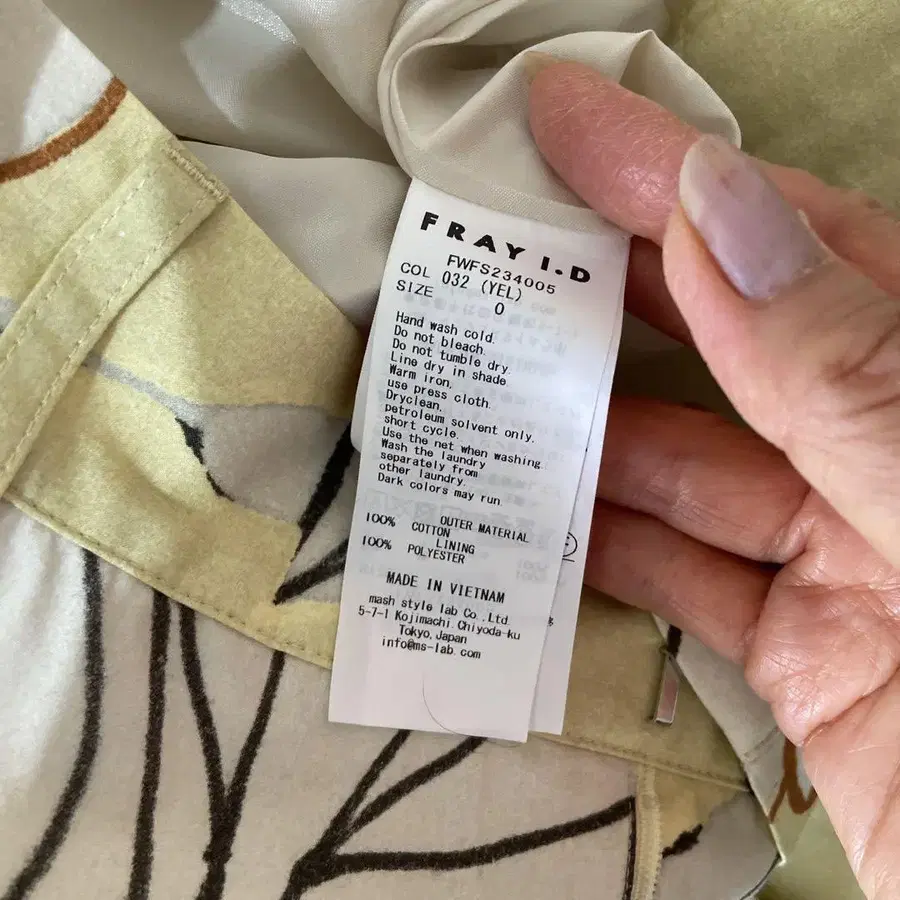 FRAY I.D
FWFS234005
COL 032 (YEL)
SIZE 0
Hand wash cold.
Do not bleach.
Do not tumble dry.
Line dry in shade.
Warm iron,
use press cloth.
Dryclean,
petroleum solvent only,
short cycle.
Use the net when washing.
Wash the laundry
separately from
other laundry.
Dark colors may run.
OUTER MATERIAL
100% COTTON
LINING
100% POLYESTER
MADE IN VIETNAM
mash style lab Co.,Ltd.
5-7-1 Kojimachi,Chiyoda-ku
Tokyo,Japan
info@ms-lab.com